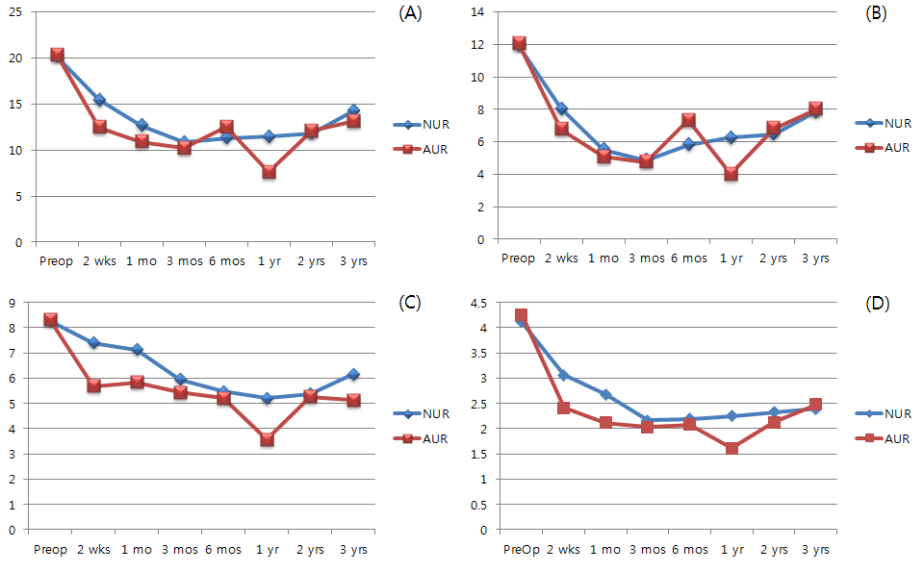 (A)
25
20
15
10
5
0
Preop 2 wks 1 mo 3 mos 6 mos 1 yr 2 yrs 3 yrs
NUR
AUR
(B)
14
12
10
8
6
4
2
0
Preop 2 wks 1 mo 3 mos 6 mos 1 yr 2 yrs 3 yrs
NUR
AUR
(C)
9
8
7
6
5
4
3
2
1
0
Preop 2 wks 1 mo 3 mos 6 mos 1 yr 2 yrs 3 yrs
NUR
AUR
(D)
4.5
4
3.5
3
2.5
2
1.5
1
0.5
0
PreOp 2 wks 1 mo 3 mos 6 mos 1 yr 2 yrs 3 yrs
NUR
AUR